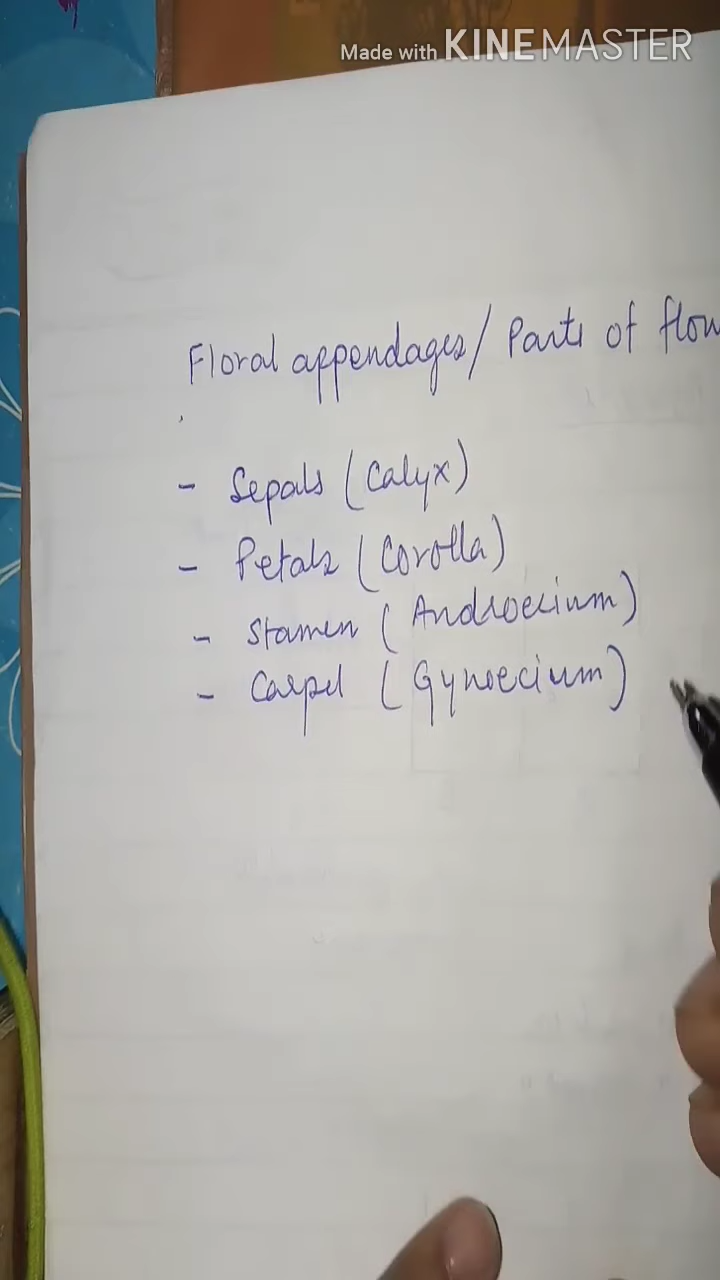 Made with KINEMASTER
Floral appendages/ Parts of flow
- Sepals (Calyx)
- Petals (Corolla)
- Stamen (Androecium)
- Carpel (Gynoecium)